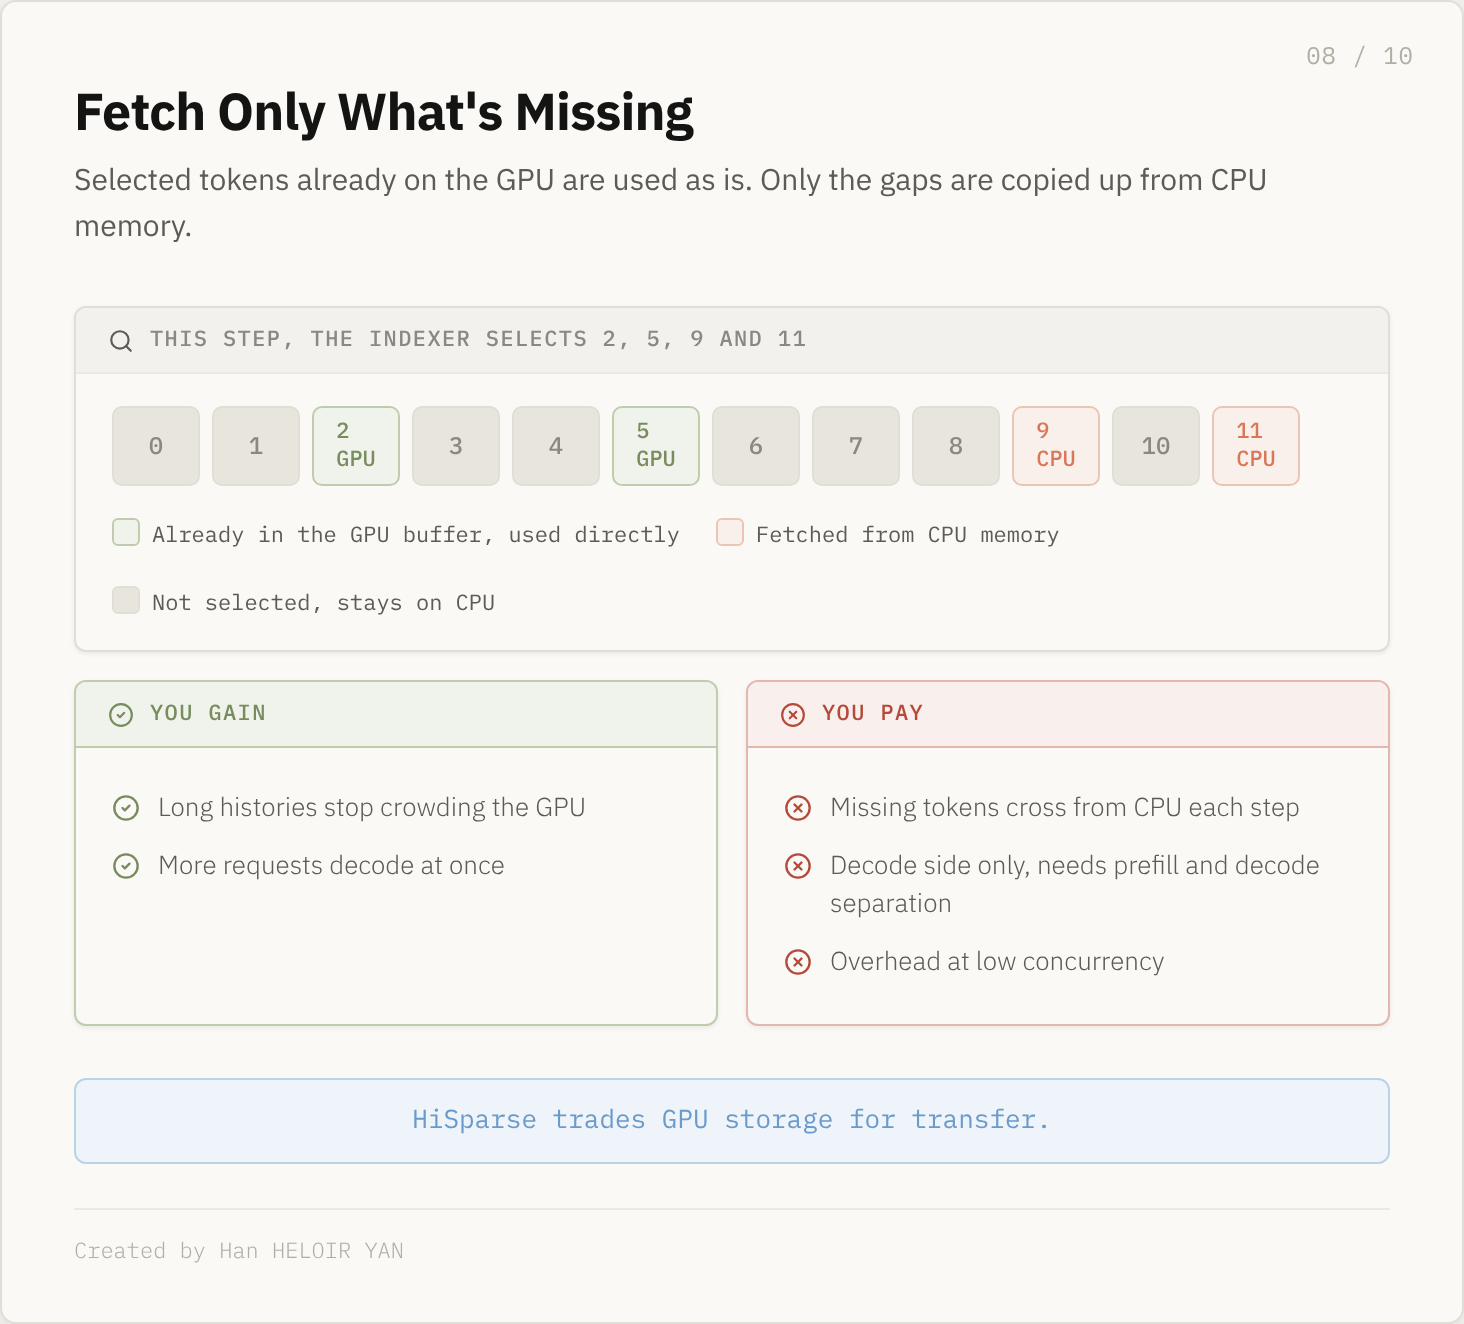 08 / 10
Fetch Only What's Missing
Selected tokens already on the GPU are used as is. Only the gaps are copied up from CPU
memory.
THIS STEP, THE INDEXER SELECTS 2, 5, 9 AND 11
0 1 2 GPU 3 4 5 GPU 6 7 8 9 CPU 10 11 CPU
Already in the GPU buffer, used directly Fetched from CPU memory
Not selected, stays on CPU
YOU GAIN
Long histories stop crowding the GPU
More requests decode at once
YOU PAY
Missing tokens cross from CPU each step
Decode side only, needs prefill and decode
separation
Overhead at low concurrency
HiSparse trades GPU storage for transfer.
Created by Han HELOIR YAN